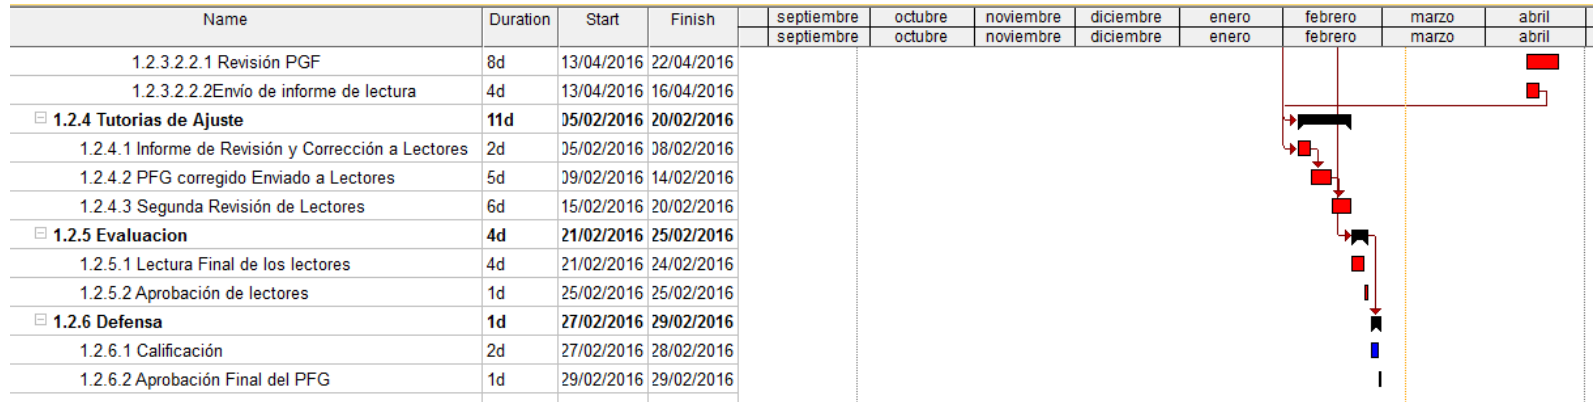 Name Duration Start Finish septiembre octubre noviembre diciembre enero febrero marzo abril
septiembre octubre noviembre diciembre enero febrero marzo abril
1.2.3.2.2.1 Revisión PGF 8d 13/04/2016 22/04/2016
1.2.3.2.2.2Envío de informe de lectura 4d 13/04/2016 16/04/2016
1.2.4 Tutorias de Ajuste 11d 05/02/2016 20/02/2016
1.2.4.1 Informe de Revisión y Corrección a Lectores 2d 05/02/2016 08/02/2016
1.2.4.2 PFG corregido Enviado a Lectores 5d 09/02/2016 14/02/2016
1.2.4.3 Segunda Revisión de Lectores 6d 15/02/2016 20/02/2016
1.2.5 Evaluacion 4d 21/02/2016 25/02/2016
1.2.5.1 Lectura Final de los lectores 4d 21/02/2016 24/02/2016
1.2.5.2 Aprobación de lectores 1d 25/02/2016 25/02/2016
1.2.6 Defensa 1d 27/02/2016 29/02/2016
1.2.6.1 Calificación 2d 27/02/2016 28/02/2016
1.2.6.2 Aprobación Final del PFG 1d 29/02/2016 29/02/2016